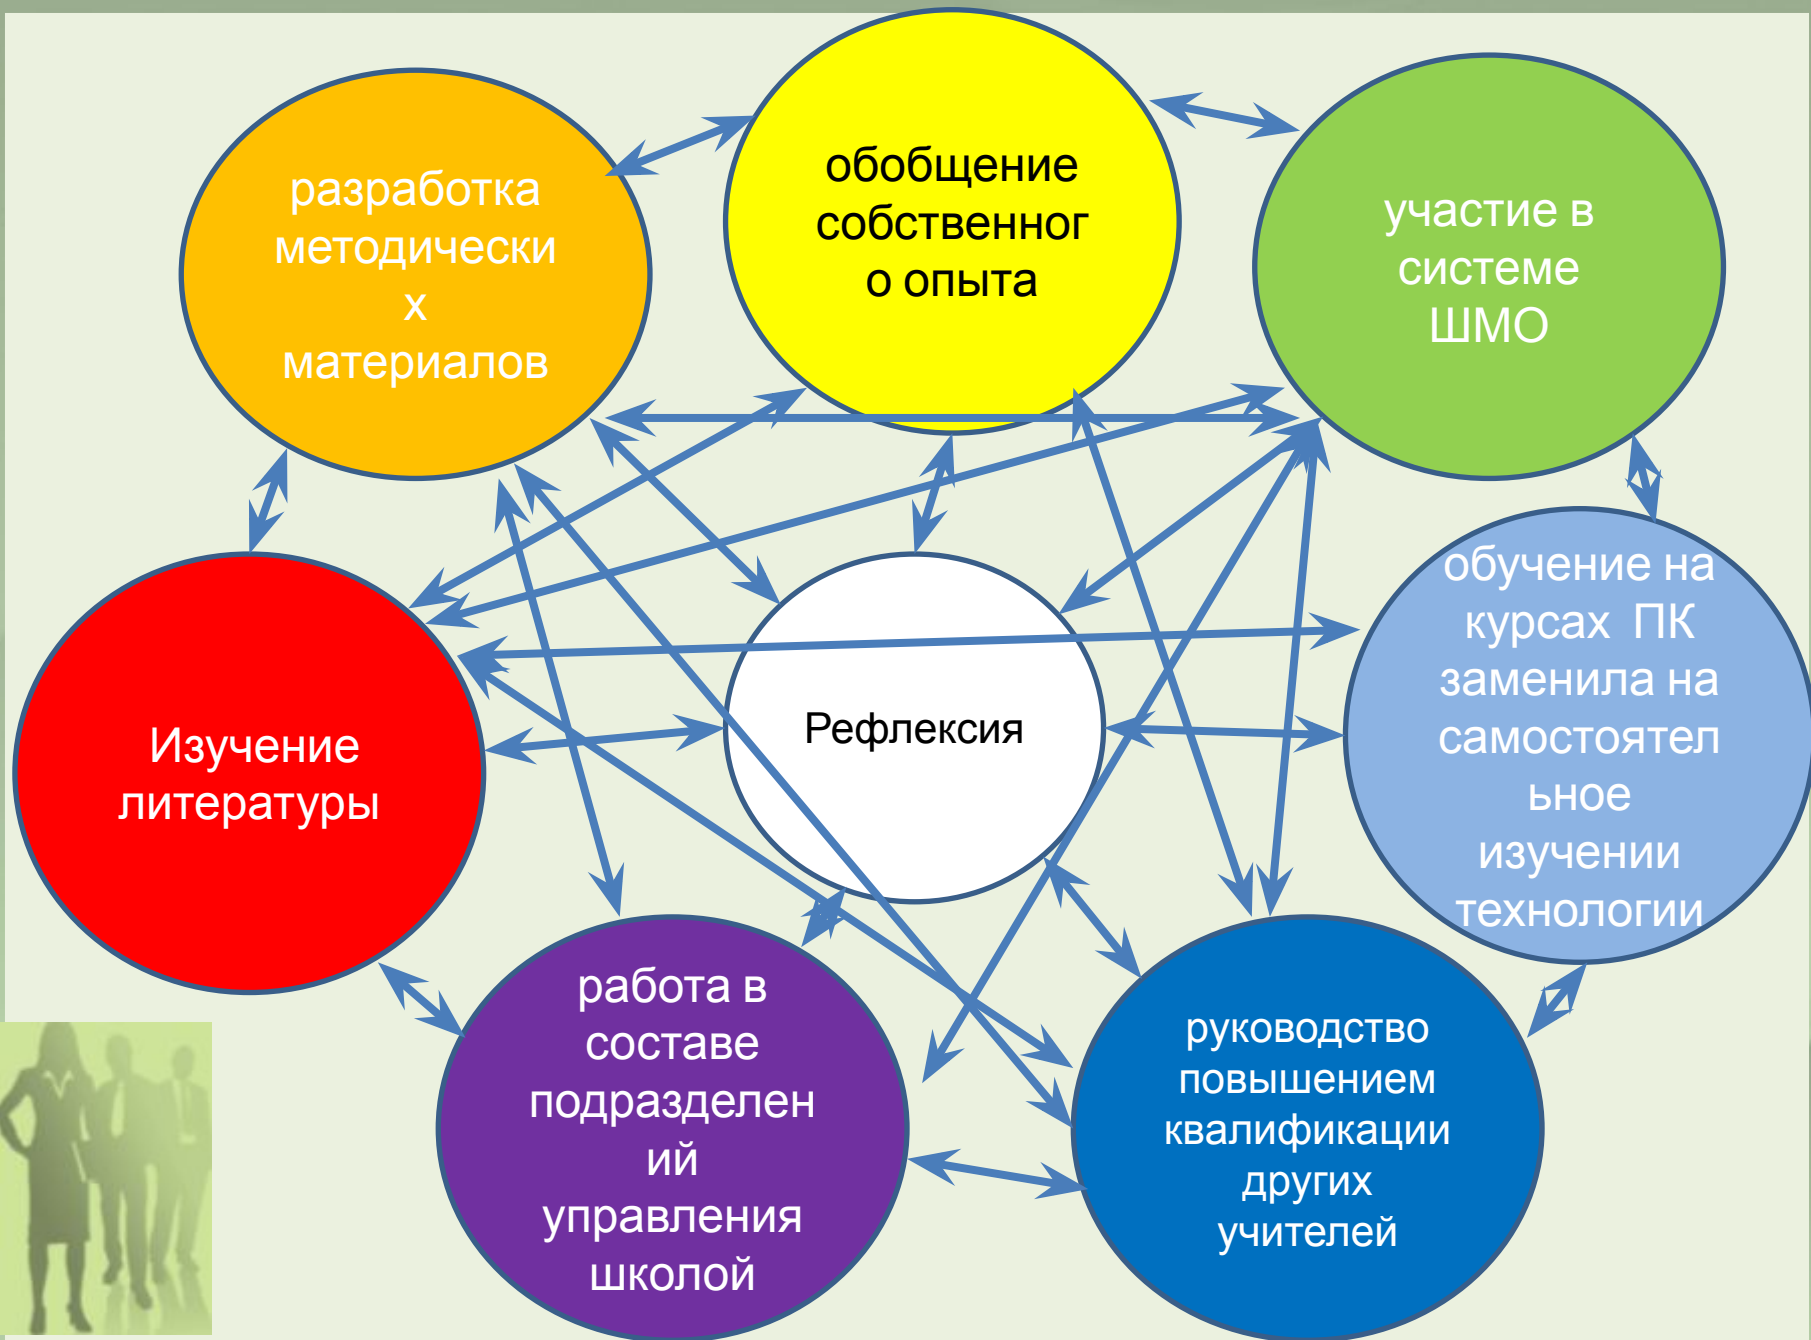 разработка
методически
х
материалов
обобщение
собственног
о опыта
участие в
системе
ШМО
Изучение
литературы
Рефлексия
обучение на
курсах  ПК
заменила на
самостоятел
ьное
изучении
технологии
работа в
составе
подразделен
ий
управления
школой
руководство
повышением
квалификации
других
учителей